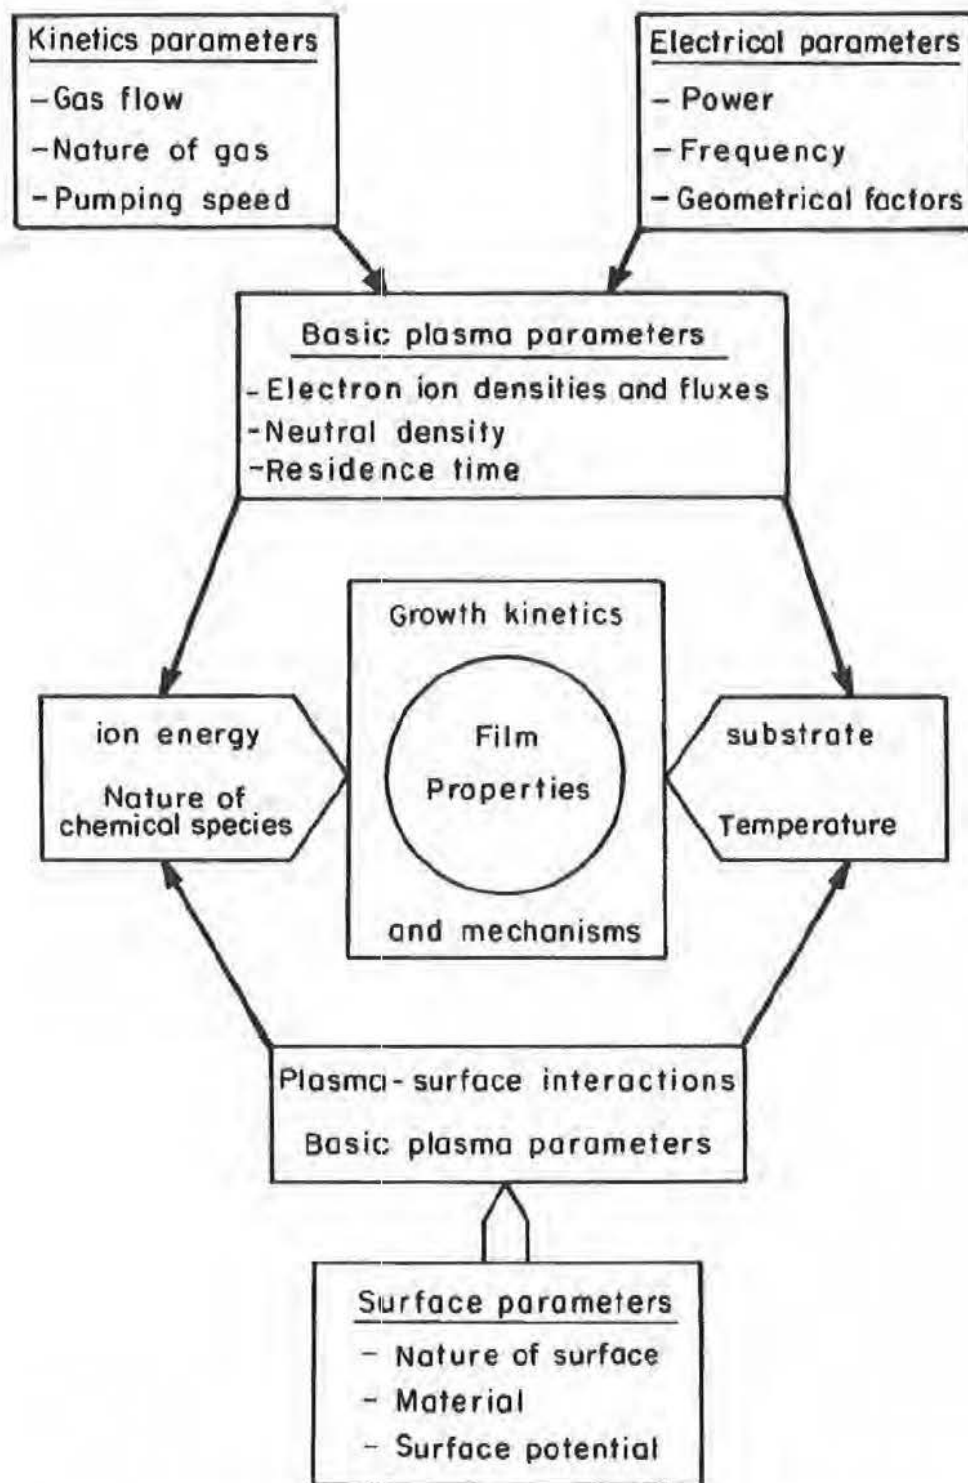 Kinetics parameters
-Gas flow
-Nature of gas
-Pumping speed
Electrical parameters
- Power
- Frequency
- Geometrical factors
Basic plasma parameters
- Electron ion densities and fluxes
-Neutral density
-Residence time
Growth kinetics
Film
Properties
and mechanisms
ion energy
Nature of
chemical species
substrate
Temperature
Plasma-surface interactions
Basic plasma parameters
Surface parameters
- Nature of surface
- Material
- Surface potential